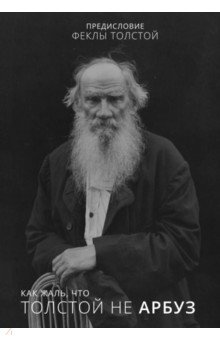 ПРЕДИСЛОВИЕ
ФЕКЛЫ ТОЛСТОЙ
КАК ЖАЛЬ, ЧТО
ТОЛСТОЙ НЕ АРБУЗ